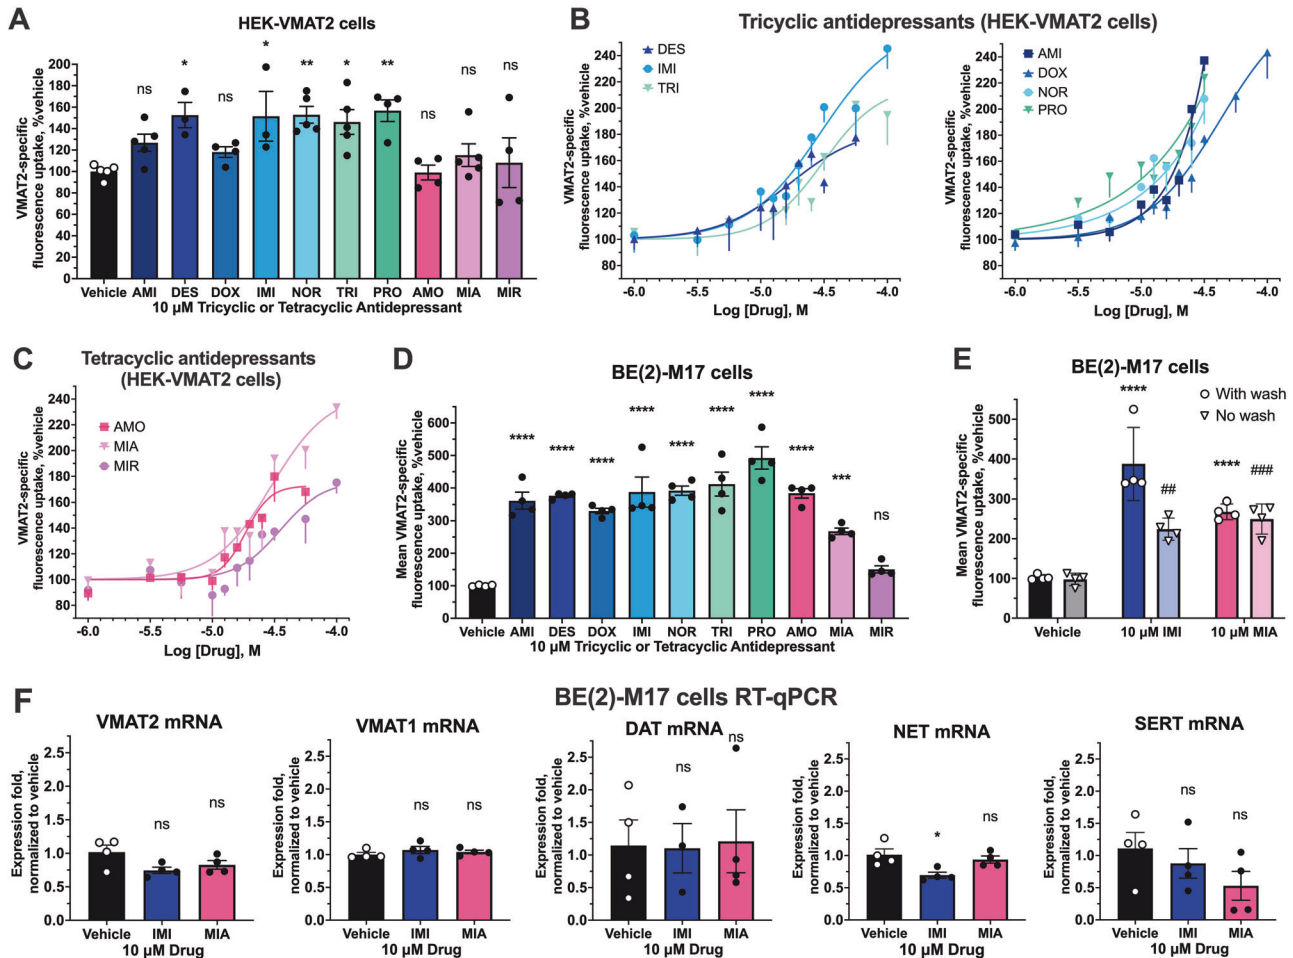 A
HEK-VMAT2 cells
VMAT2-specific
fluorescence uptake, %vehicle
200
180
160
140
120
100
80
60
40
20
0
ns
*
ns
*
**
*
**
ns
ns
ns
Vehicle AMI DES DOX IMI NOR TRI PRO AMO MIA MIR
10 µM Tricyclic or Tetracyclic Antidepressant
B
Tricyclic antidepressants (HEK-VMAT2 cells)
VMAT2-specific
fluorescence uptake, %vehicle
240
220
200
180
160
140
120
100
80
DES
IMI
TRI
-6.0 -5.5 -5.0 -4.5 -4.0
Log [Drug], M
VMAT2-specific
fluorescence uptake, %vehicle
240
220
200
180
160
140
120
100
80
AMI
DOX
NOR
PRO
-6.0 -5.5 -5.0 -4.5 -4.0
Log [Drug], M
C
Tetracyclic antidepressants
(HEK-VMAT2 cells)
VMAT2-specific
fluorescence uptake, %vehicle
240
220
200
180
160
140
120
100
80
AMO
MIA
MIR
-6.0 -5.5 -5.0 -4.5 -4.0
Log [Drug], M
D
BE(2)-M17 cells
Mean VMAT2-specific
fluorescence uptake, %vehicle
600
500
400
300
200
100
0
****
****
****
****
****
****
****
****
***
ns
Vehicle AMI DES DOX IMI NOR TRI PRO AMO MIA MIR
10 µM Tricyclic or Tetracyclic Antidepressant
E
BE(2)-M17 cells
With wash
No wash
Mean VMAT2-specific
fluorescence uptake, %vehicle
500
400
300
200
100
0
****
##
****
###
Vehicle 10 µM IMI 10 µM MIA
F
BE(2)-M17 cells RT-qPCR
VMAT2 mRNA
Expression fold,
normalized to vehicle
2.5
2.0
1.5
1.0
0.5
0.0
ns
ns
Vehicle IMI MIA
10 µM Drug
VMAT1 mRNA
Expression fold,
normalized to vehicle
2.5
2.0
1.5
1.0
0.5
0.0
ns
ns
Vehicle IMI MIA
10 µM Drug
DAT mRNA
Expression fold,
normalized to vehicle
2.5
2.0
1.5
1.0
0.5
0.0
ns
ns
Vehicle IMI MIA
10 µM Drug
NET mRNA
Expression fold,
normalized to vehicle
2.5
2.0
1.5
1.0
0.5
0.0
*
ns
Vehicle IMI MIA
10 µM Drug
SERT mRNA
Expression fold,
normalized to vehicle
2.5
2.0
1.5
1.0
0.5
0.0
ns
ns
Vehicle IMI MIA
10 µM Drug